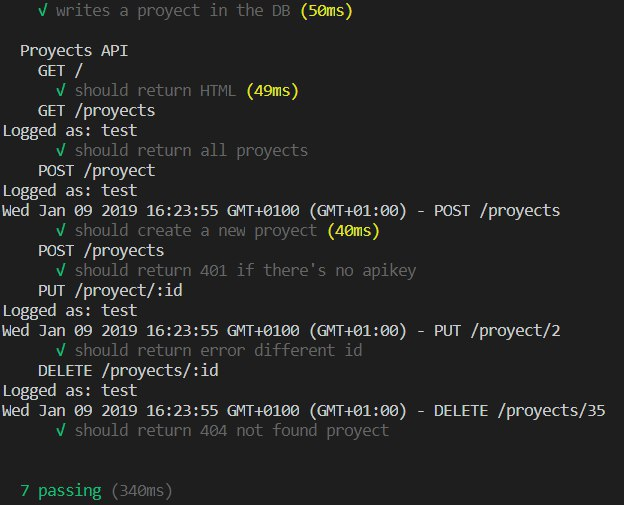 √ writes a proyect in the DB (50ms)
Proyects API
GET /
√ should return HTML (49ms)
GET /proyects
Logged as: test
√ should return all proyects
POST /proyect
Logged as: test
Wed Jan 09 2019 16:23:55 GMT+0100 (GMT+01:00) - POST /proyects
√ should create a new proyect (40ms)
POST /proyects
√ should return 401 if there's no apikey
PUT /proyect/:id
Logged as: test
Wed Jan 09 2019 16:23:55 GMT+0100 (GMT+01:00) - PUT /proyect/2
√ should return error different id
DELETE /proyects/:id
Logged as: test
Wed Jan 09 2019 16:23:55 GMT+0100 (GMT+01:00) - DELETE /proyects/35
√ should return 404 not found proyect
7 passing (340ms)